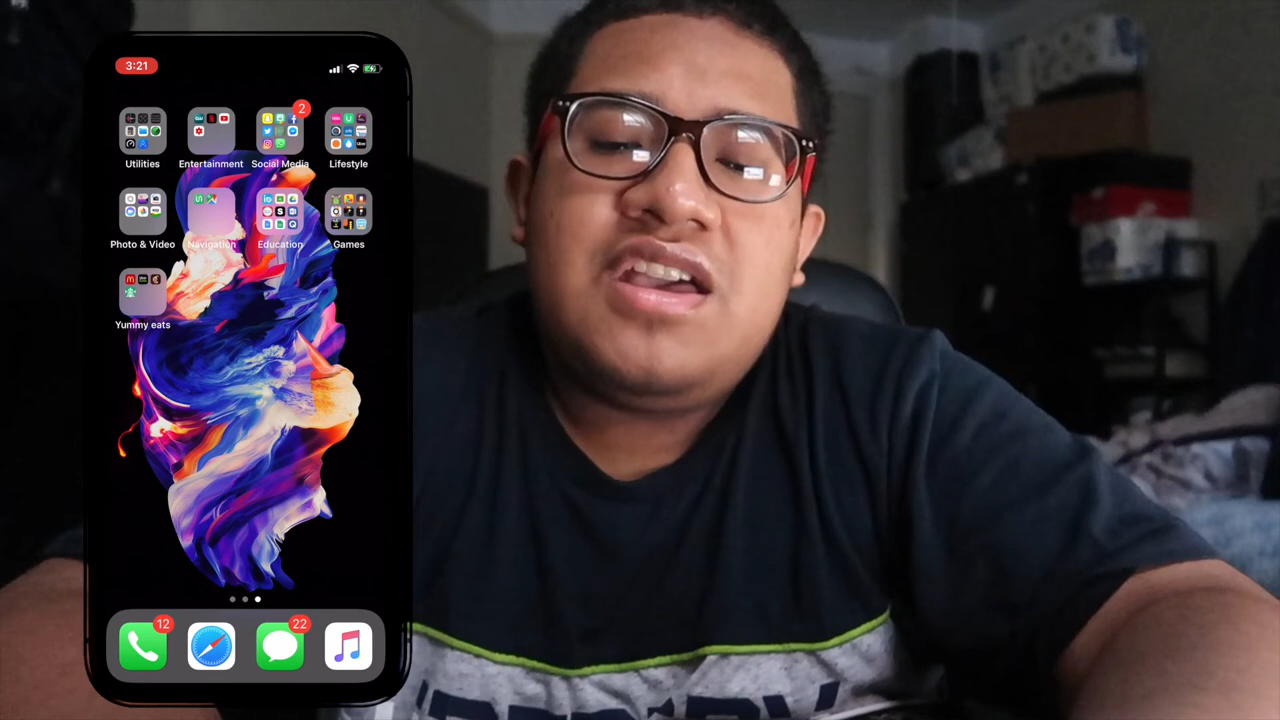 3:21
2
Utilities Entertainment Social Media Lifestyle
Photo & Video Navigation Education Games
Yummy eats
12 22